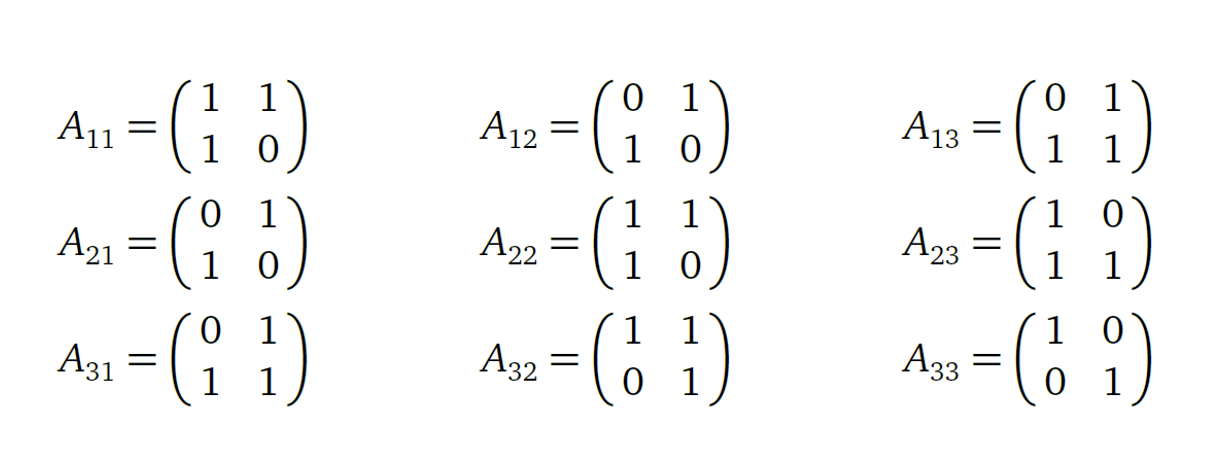 A₁₁ = (1 1; 1 0) A₁₂ = (0 1; 1 0) A₁₃ = (0 1; 1 1)
A₂₁ = (0 1; 1 0) A₂₂ = (1 1; 1 0) A₂₃ = (1 0; 1 1)
A₃₁ = (0 1; 1 1) A₃₂ = (1 1; 0 1) A₃₃ = (1 0; 0 1)